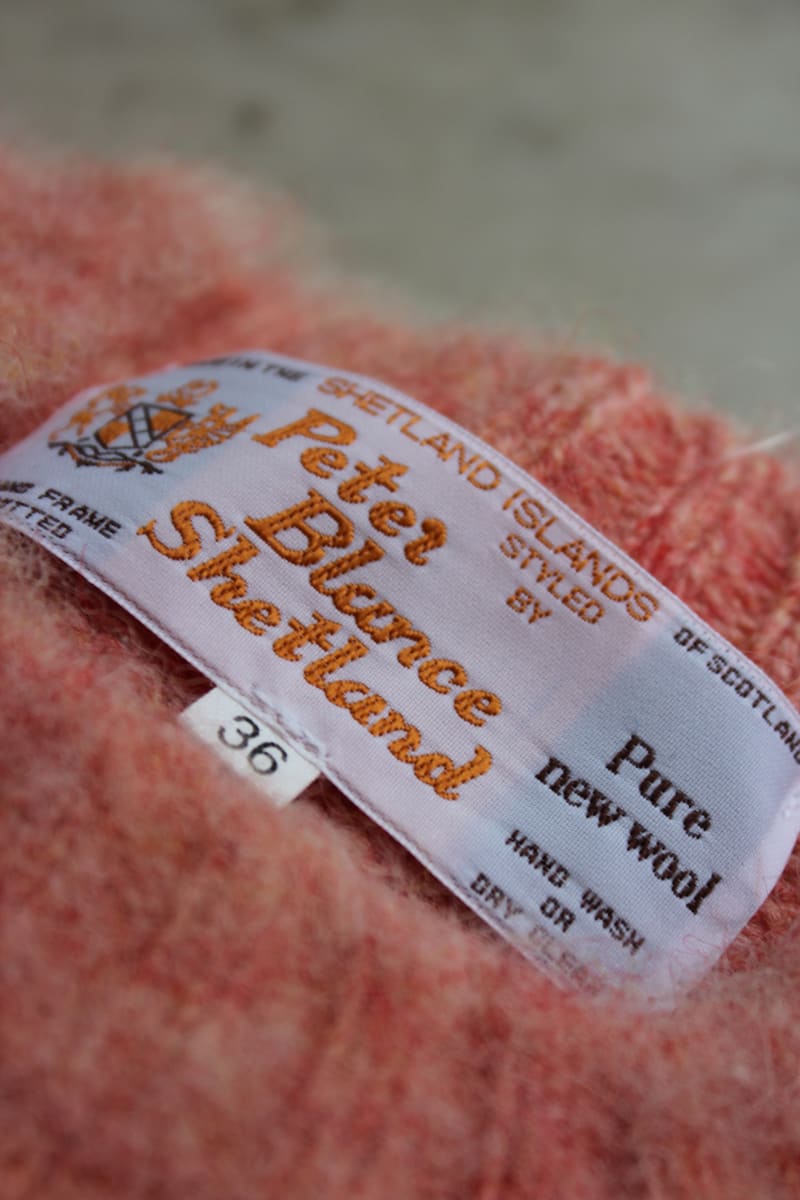 IN THE SHETLAND ISLANDS OF SCOTLAND
STYLED
BY
Peter
Blance
Shetland
FRAME
Pure
new wool
HAND WASH
OR
DRY
36